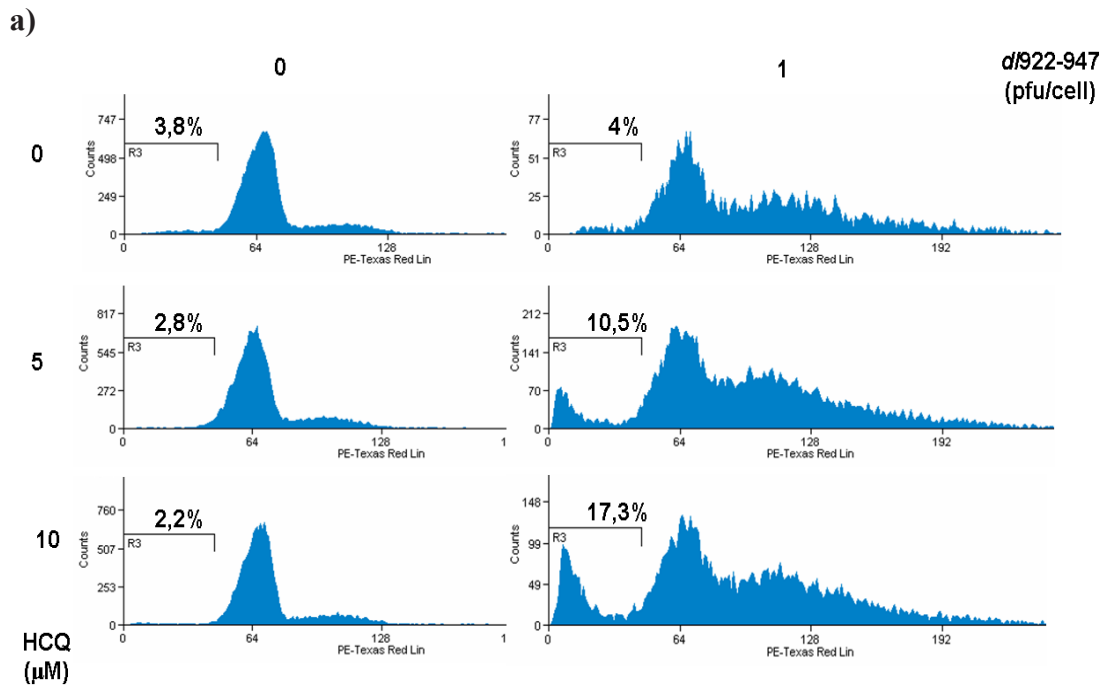 a)
0
1
dl922-947
(pfu/cell)
0
747
498
249
0
Counts
R3
3,8%
0
64
128
PE-Texas Red Lin
77
51
25
0
Counts
R3
4%
0
64
128
192
PE-Texas Red Lin
5
817
545
272
0
Counts
R3
2,8%
0
64
128
1
PE-Texas Red Lin
212
141
70
0
Counts
R3
10,5%
0
64
128
192
PE-Texas Red Lin
10
760
507
253
0
Counts
R3
2,2%
0
64
128
1
PE-Texas Red Lin
148
99
49
0
Counts
R3
17,3%
0
64
128
192
PE-Texas Red Lin
HCQ
(μM)